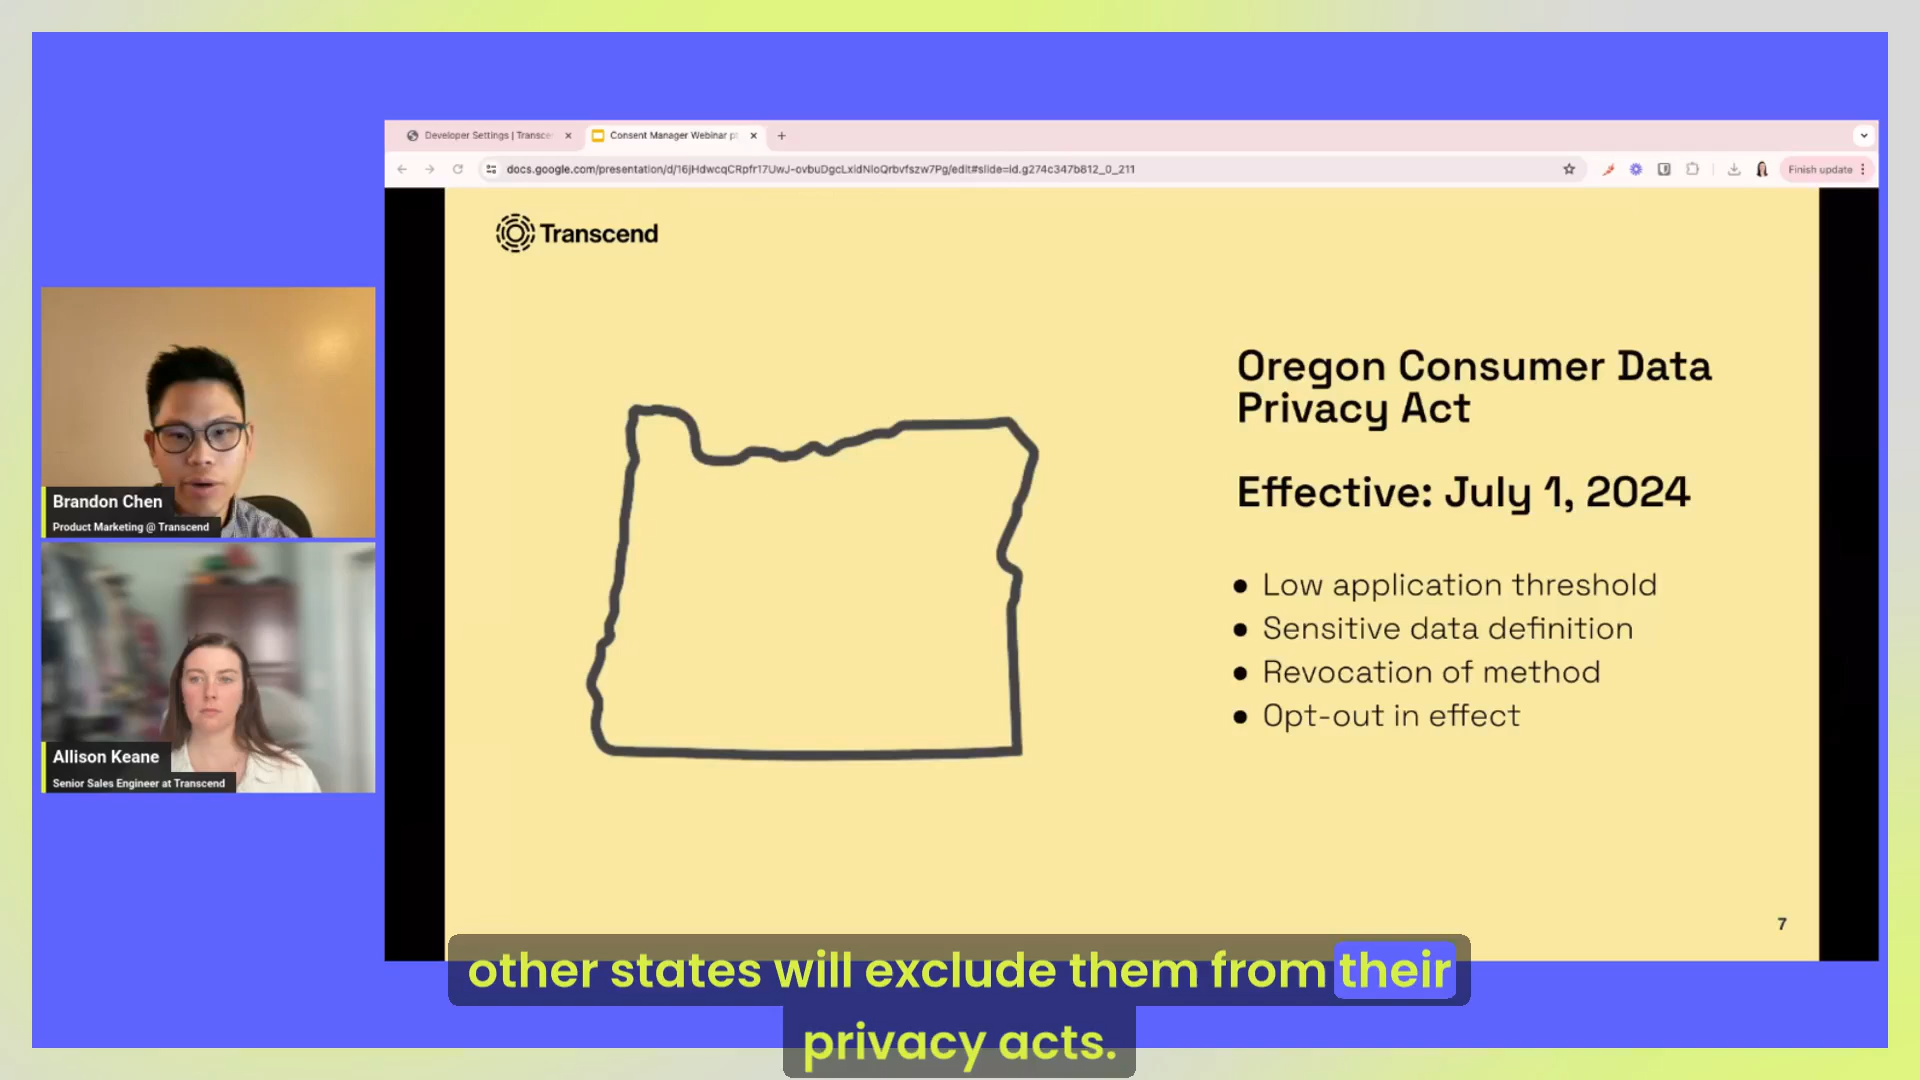 Developer Settings | Transce
Consent Manager Webinar p
docs.google.com/presentation/d/16jHdwcqCRpfr17UwJ-ovbuDgcLxidNioQrbvfszw7Pg/edit#slide=id.g274c347b812_0_211
Finish update
Transcend
Oregon Consumer Data
Privacy Act
Effective: July 1, 2024
• Low application threshold
• Sensitive data definition
• Revocation of method
• Opt-out in effect
7
Brandon Chen
Product Marketing @ Transcend
Allison Keane
Senior Sales Engineer at Transcend
other states will exclude them from their
privacy acts.